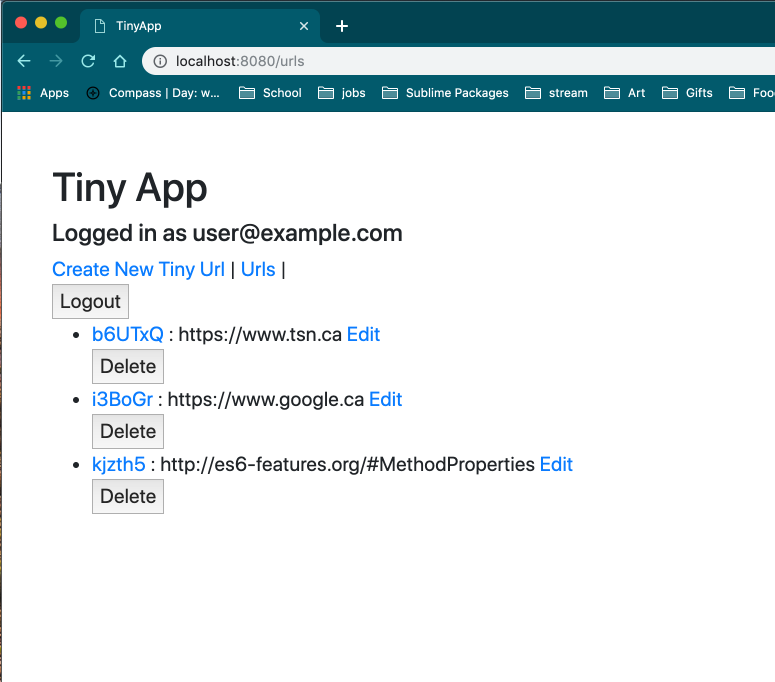 TinyApp
localhost:8080/urls
Apps Compass | Day: w... School jobs Sublime Packages stream Art Gifts Foo
Tiny App
Logged in as user@example.com
Create New Tiny Url | Urls |
Logout
b6UTxQ : https://www.tsn.ca Edit
Delete
i3BoGr : https://www.google.ca Edit
Delete
kjzth5 : http://es6-features.org/#MethodProperties Edit
Delete